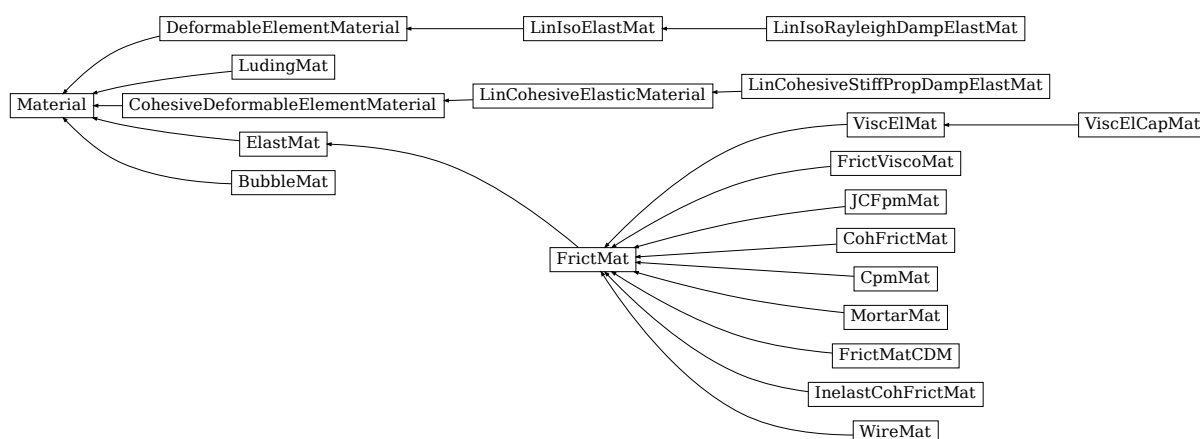 DeformableElementMaterial
LinIsoElastMat
LinIsoRayleighDampElastMat
LudingMat
Material
CohesiveDeformableElementMaterial
LinCohesiveElasticMaterial
LinCohesiveStiffPropDampElastMat
ElastMat
BubbleMat
ViscElMat
ViscElCapMat
FrictViscoMat
JCFpmMat
CohFrictMat
FrictMat
CpmMat
MortarMat
FrictMatCDM
InelastCohFrictMat
WireMat